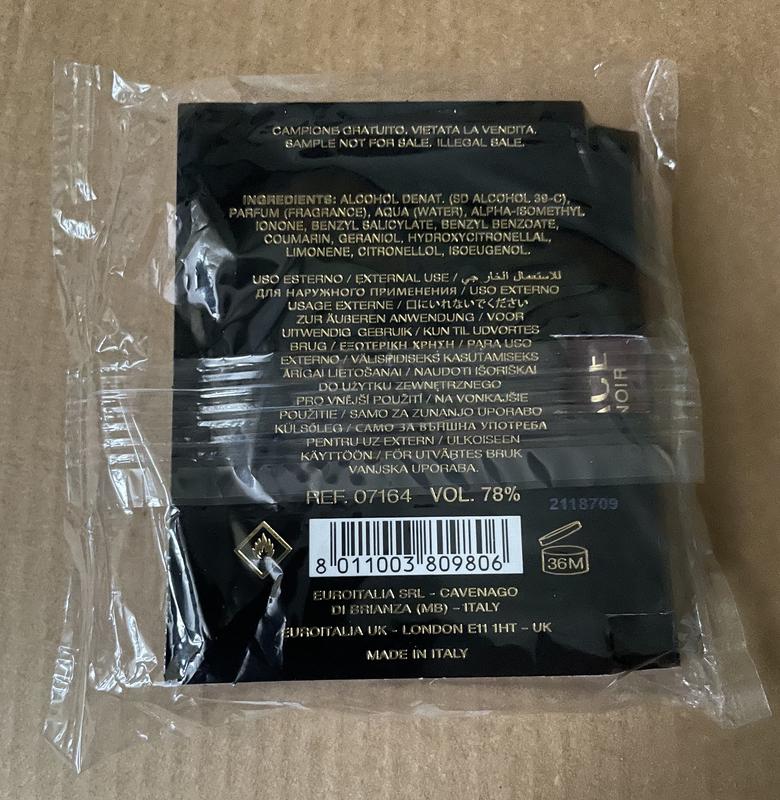 CAMPIONE GRATUITO, VIETATA LA VENDITA.
SAMPLE NOT FOR SALE, ILLEGAL SALE.
INGREDIENTS: ALCOHOL DENAT. (SD ALCOHOL 39-C),
PARFUM (FRAGRANCE), AQUA (WATER), ALPHA-ISOMETHYL
IONONE, BENZYL SALICYLATE, BENZYL BENZOATE,
COUMARIN, GERANIOL, HYDROXYCITRONELLAL,
LIMONENE, CITRONELLOL, ISOEUGENOL.
USO ESTERNO / EXTERNAL USE / للاستعمال الخارجي
ДЛЯ НАРУЖНОГО ПРИМЕНЕНИЯ / USO EXTERNO
USAGE EXTERNE / 口にいれないでください
ZUR ÄUßEREN ANWENDUNG / VOOR
UITWENDIG GEBRUIK / KUN TIL UDVORTES
BRUG / ΕΞΩΤΕΡΙΚΗ ΧΡΗΣΗ / PARA USO
EXTERNO / VÄLISPIDISEKS KASUTAMISEKS
ĀRĪGAI LIETOŠANAI / NAUDOTI IŠORIŠKAI
DO UŻYTKU ZEWNĘTRZNEGO
PRO VNĚJŠÍ POUŽITÍ / NA VONKAJŠIE
POUŽITIE / SAMO ZA ZUNANJO UPORABO
KÜLSŐLEG / САМО ЗА ВЪНШНА УПОТРЕБА
PENTRU UZ EXTERN / ULKOISEEN
KÄYTTÖÖN / FÖR UTVÄRTES BRUK
VANJSKA UPORABA.
REF. 07164 VOL. 78%
2118709
8 011003 809806
36M
EUROITALIA SRL - CAVENAGO
DI BRIANZA (MB) - ITALY
EUROITALIA UK - LONDON E11 1HT - UK
MADE IN ITALY
NOIR